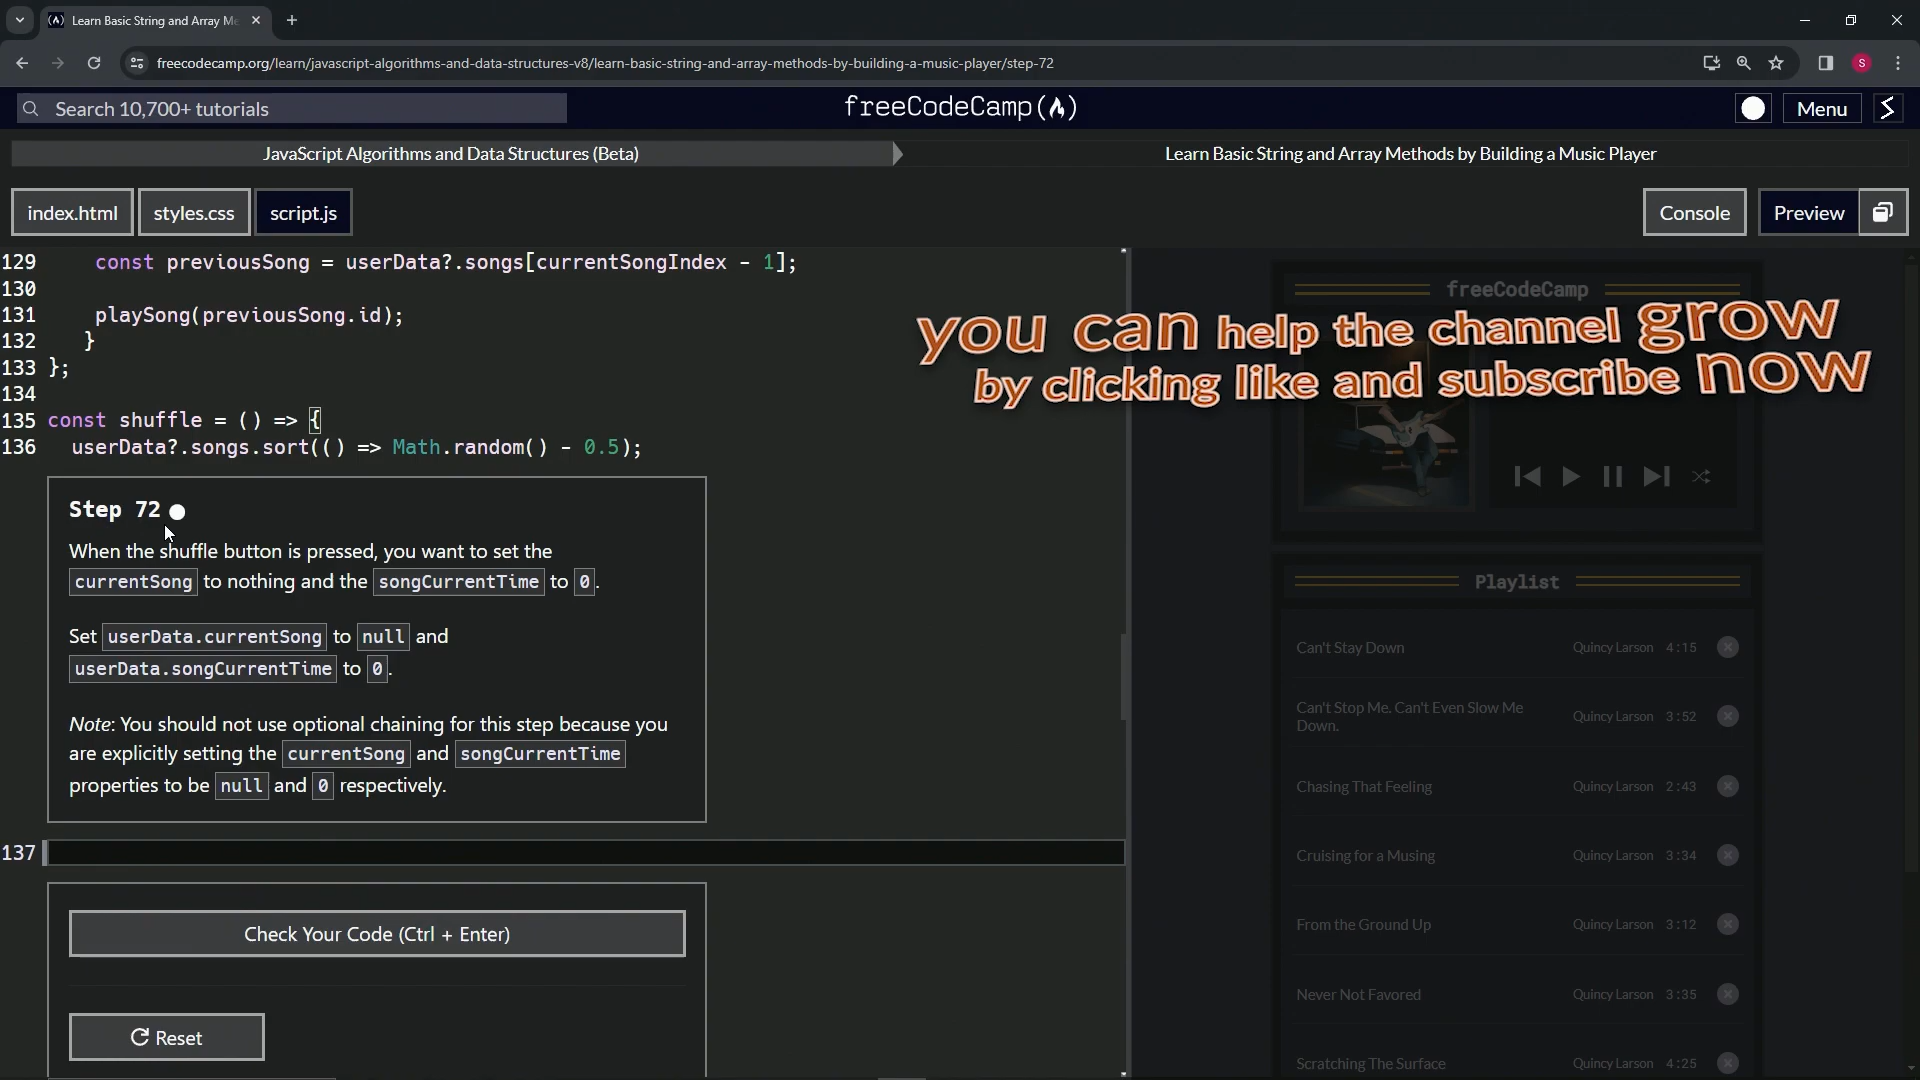 Learn Basic String and Array Me
freecodecamp.org/learn/javascript-algorithms-and-data-structures-v8/learn-basic-string-and-array-methods-by-building-a-music-player/step-72
S
Search 10,700+ tutorials
freeCodeCamp(🔥)
Menu
JavaScript Algorithms and Data Structures (Beta)
Learn Basic String and Array Methods by Building a Music Player
index.html
styles.css
script.js
Console
Preview
129 const previousSong = userData?.songs[currentSongIndex - 1];
130
131 playSong(previousSong.id);
132 }
133 };
134
135 const shuffle = () => {
136 userData?.songs.sort(() => Math.random() - 0.5);
Step 72
When the shuffle button is pressed, you want to set the
currentSong to nothing and the songCurrentTime to 0.
Set userData.currentSong to null and
userData.songCurrentTime to 0.
Note: You should not use optional chaining for this step because you
are explicitly setting the currentSong and songCurrentTime
properties to be null and 0 respectively.
137
Check Your Code (Ctrl + Enter)
Reset
freeCodeCamp
you can help the channel grow
by clicking like and subscribe now
Playlist
Can't Stay Down Quincy Larson 4:15
Can't Stop Me. Can't Even Slow Me
Down. Quincy Larson 3:52
Chasing That Feeling Quincy Larson 2:43
Cruising for a Musing Quincy Larson 3:34
From the Ground Up Quincy Larson 3:12
Never Not Favored Quincy Larson 3:35
Scratching The Surface Quincy Larson 4:25